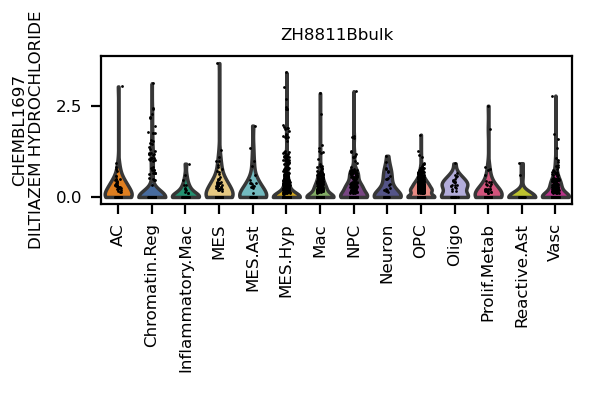 ZH8811Bbulk
CHEMBL1697
DILTIAZEM HYDROCHLORIDE
2.5
0.0
AC
Chromatin.Reg
Inflammatory.Mac
MES
MES.Ast
MES.Hyp
Mac
NPC
Neuron
OPC
Oligo
Prolif.Metab
Reactive.Ast
Vasc